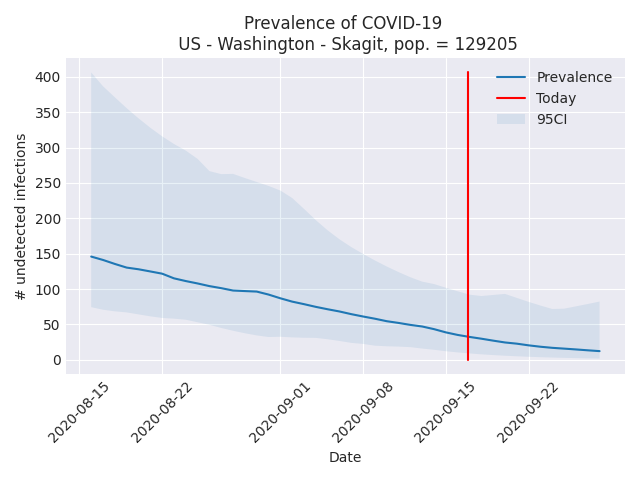 Prevalence of COVID-19
US - Washington - Skagit, pop. = 129205
400
350
300
250
200
150
100
50
0
# undetected infections
Prevalence
Today
95CI
2020-08-15
2020-08-22
2020-09-01
2020-09-08
2020-09-15
2020-09-22
Date